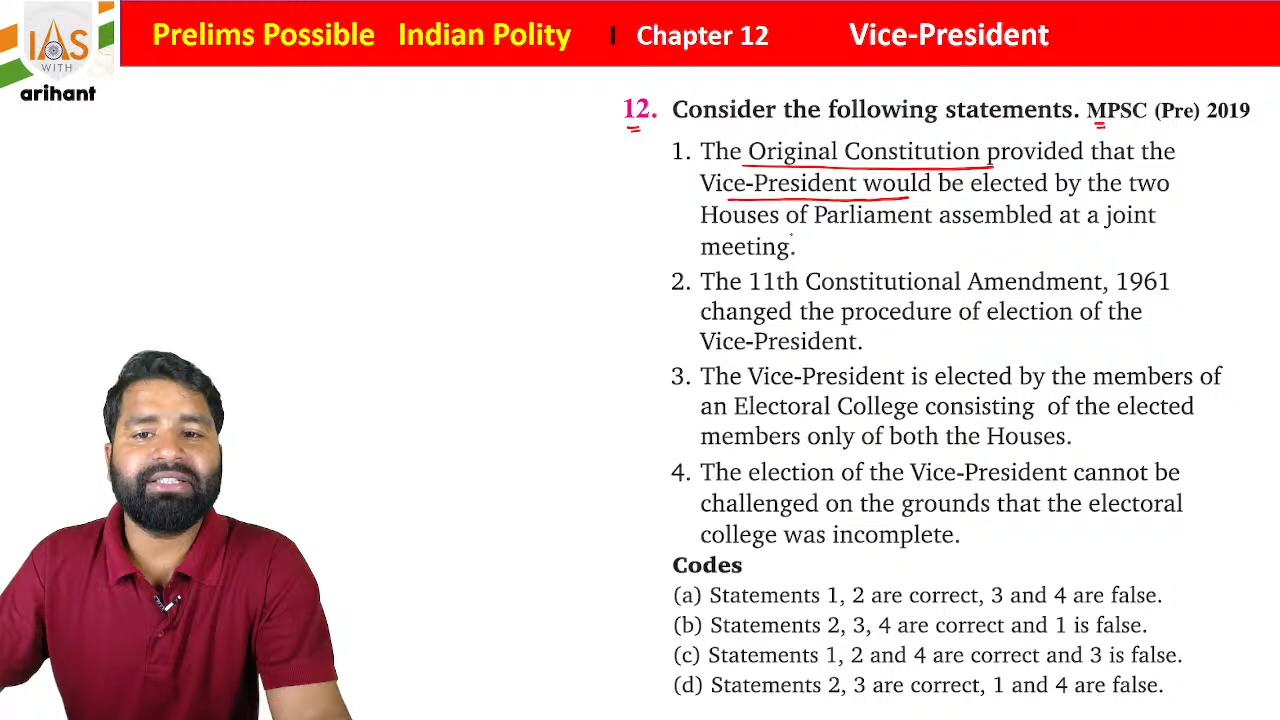 Prelims Possible Indian Polity Chapter 12 Vice-President
IAS
WITH
arihant
12. Consider the following statements. MPSC (Pre) 2019
1. The Original Constitution provided that the
Vice-President would be elected by the two
Houses of Parliament assembled at a joint
meeting.
2. The 11th Constitutional Amendment, 1961
changed the procedure of election of the
Vice-President.
3. The Vice-President is elected by the members of
an Electoral College consisting of the elected
members only of both the Houses.
4. The election of the Vice-President cannot be
challenged on the grounds that the electoral
college was incomplete.
Codes
(a) Statements 1, 2 are correct, 3 and 4 are false.
(b) Statements 2, 3, 4 are correct and 1 is false.
(c) Statements 1, 2 and 4 are correct and 3 is false.
(d) Statements 2, 3 are correct, 1 and 4 are false.